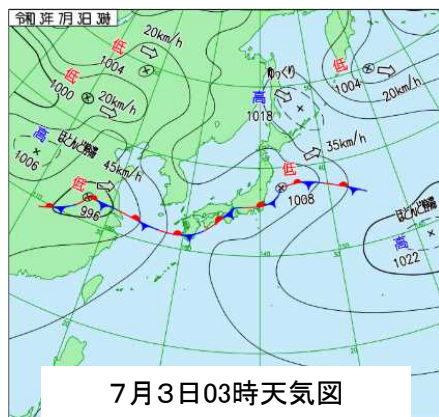 令和3年7月3日3時
20km/h
低
1004
低
1000
20km/h
高
ほとんど停滞
1006
45km/h
低
996
ゆっくり
高
1018
低
1004
20km/h
35km/h
低
1008
ほとんど停滞
高
1022
7月3日03時天気図